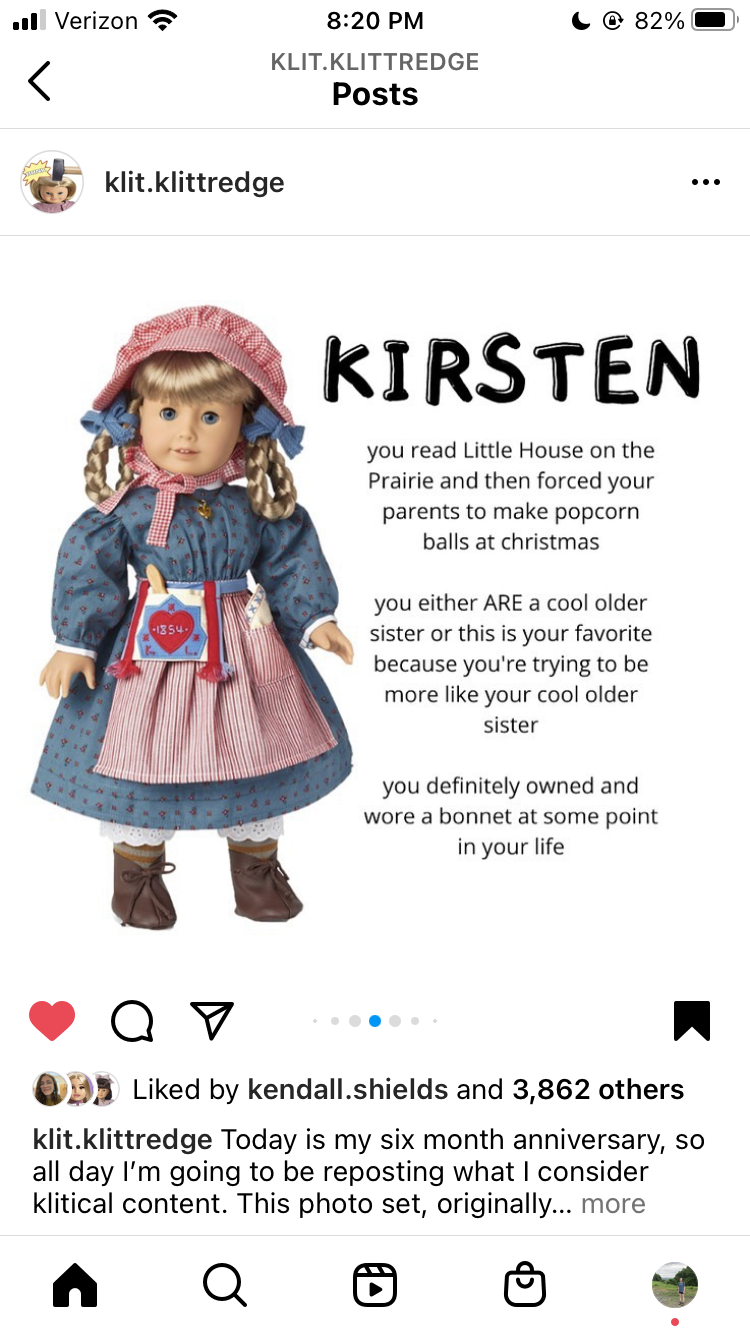 Verizon 8:20 PM 82%
KLIT.KLITTREDGE
Posts
klit.klittredge
KIRSTEN
you read Little House on the
Prairie and then forced your
parents to make popcorn
balls at christmas
you either ARE a cool older
sister or this is your favorite
because you're trying to be
more like your cool older
sister
you definitely owned and
wore a bonnet at some point
in your life
·1854·
K. L.
Liked by kendall.shields and 3,862 others
klit.klittredge Today is my six month anniversary, so
all day I’m going to be reposting what I consider
klitical content. This photo set, originally... more